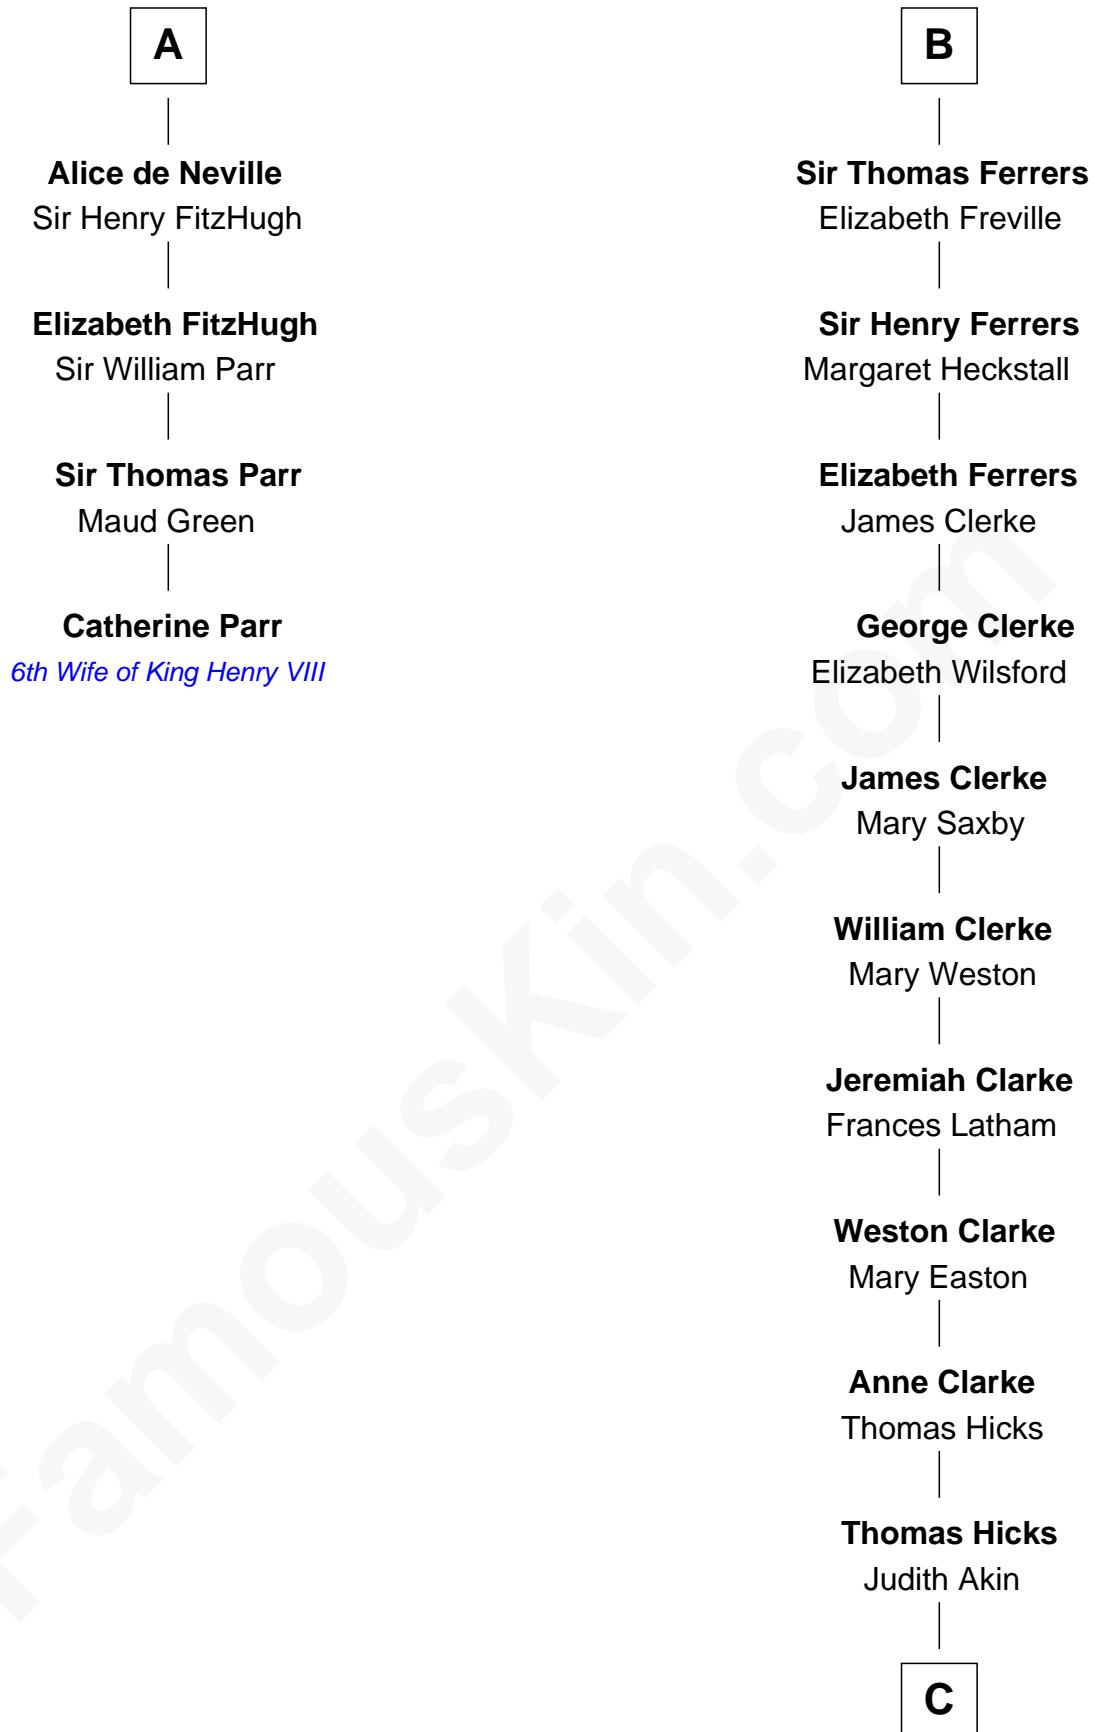 A
Alice de Neville
Sir Henry FitzHugh
Elizabeth FitzHugh
Sir William Parr
Sir Thomas Parr
Maud Green
Catherine Parr
6th Wife of King Henry VIII
B
Sir Thomas Ferrers
Elizabeth Freville
Sir Henry Ferrers
Margaret Heckstall
Elizabeth Ferrers
James Clerke
George Clerke
Elizabeth Wilsford
James Clerke
Mary Saxby
William Clerke
Mary Weston
Jeremiah Clarke
Frances Latham
Weston Clarke
Mary Easton
Anne Clarke
Thomas Hicks
Thomas Hicks
Judith Akin
C
FamousKin.com